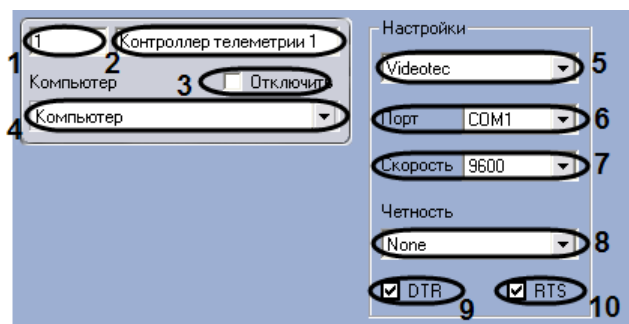 1 Контроллер телеметрии 1
1 2
Компьютер 3 Отключить
Компьютер
4
Настройки
Videotec 5
Порт COM1 6
Скорость 9600 7
Четность
None 8
DTR RTS
9 10